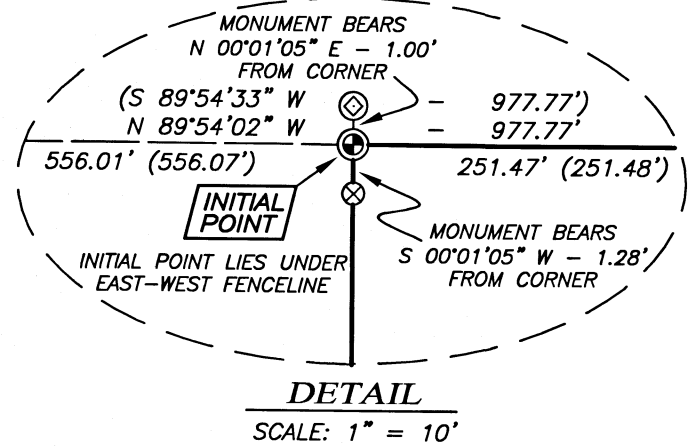 MONUMENT BEARS
N 00°01'05" E - 1.00'
FROM CORNER
(S 89°54'33" W - 977.77')
N 89°54'02" W - 977.77'
556.01' (556.07')
251.47' (251.48')
INITIAL
POINT
MONUMENT BEARS
S 00°01'05" W - 1.28'
FROM CORNER
INITIAL POINT LIES UNDER
EAST-WEST FENCELINE
DETAIL
SCALE: 1" = 10'